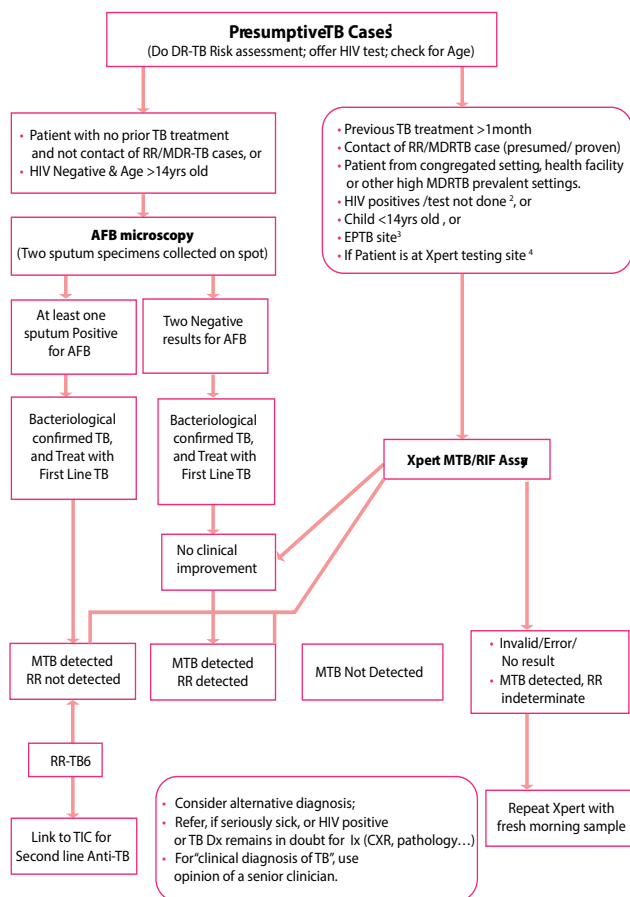 PresumptiveTB Cases1
(Do DR-TB Risk assessment; offer HIV test; check for Age)
• Patient with no prior TB treatment
and not contact of RR/MDR-TB cases, or
• HIV Negative & Age >14yrs old
• Previous TB treatment >1month
• Contact of RR/MDRTB case (presumed/ proven)
• Patient from congregated setting, health facility
or other high MDRTB prevalent settings.
• HIV positives /test not done 2, or
• Child <14yrs old , or
• EPTB site3
• If Patient is at Xpert testing site 4
AFB microscopy
(Two sputum specimens collected on spot)
At least one
sputum Positive
for AFB
Two Negative
results for AFB
Bacteriological
confirmed TB,
and Treat with
First Line TB
Bacteriological
confirmed TB,
and Treat with
First Line TB
Xpert MTB/RIF Assay
No clinical
improvement
MTB detected
RR not detected
MTB detected
RR detected
MTB Not Detected
• Invalid/Error/
No result
• MTB detected, RR
indeterminate
RR-TB6
Link to TIC for
Second line Anti-TB
• Consider alternative diagnosis;
• Refer, if seriously sick, or HIV positive
or TB Dx remains in doubt for Ix (CXR, pathology…)
• For“clinical diagnosis of TB”, use
opinion of a senior clinician.
Repeat Xpert with
fresh morning sample